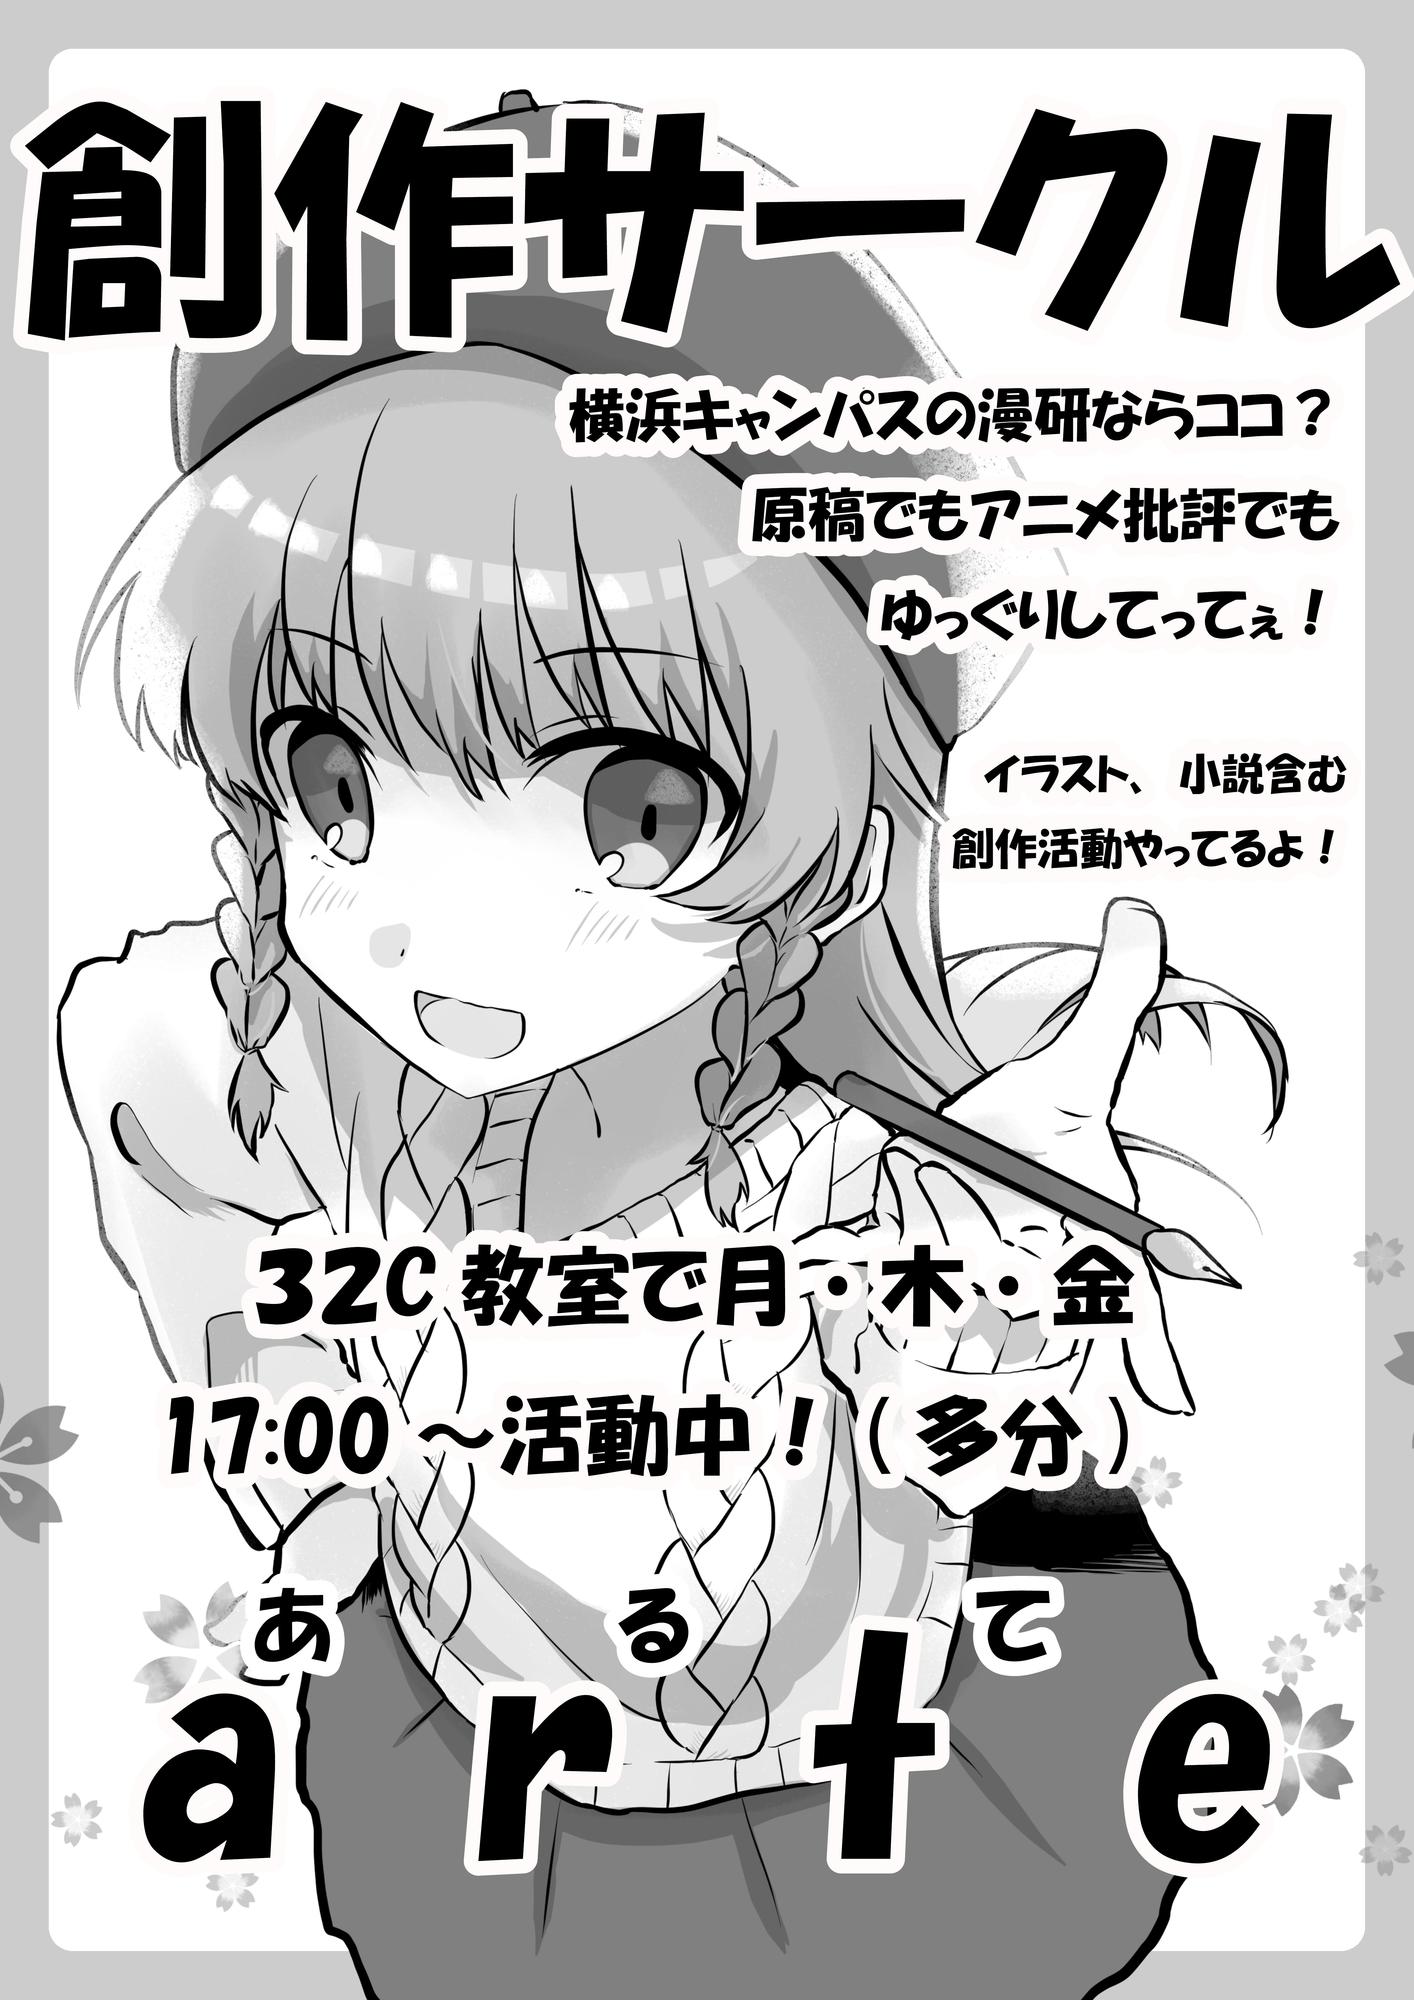 創作サークル
横浜キャンパスの漫研ならココ？
原稿でもアニメ批評でも
ゆっくりしてってぇ！
イラスト、小説含む
創作活動やってるよ！
32C 教室で月・木・金
17:00 ～活動中！(多分)
あるて
arte